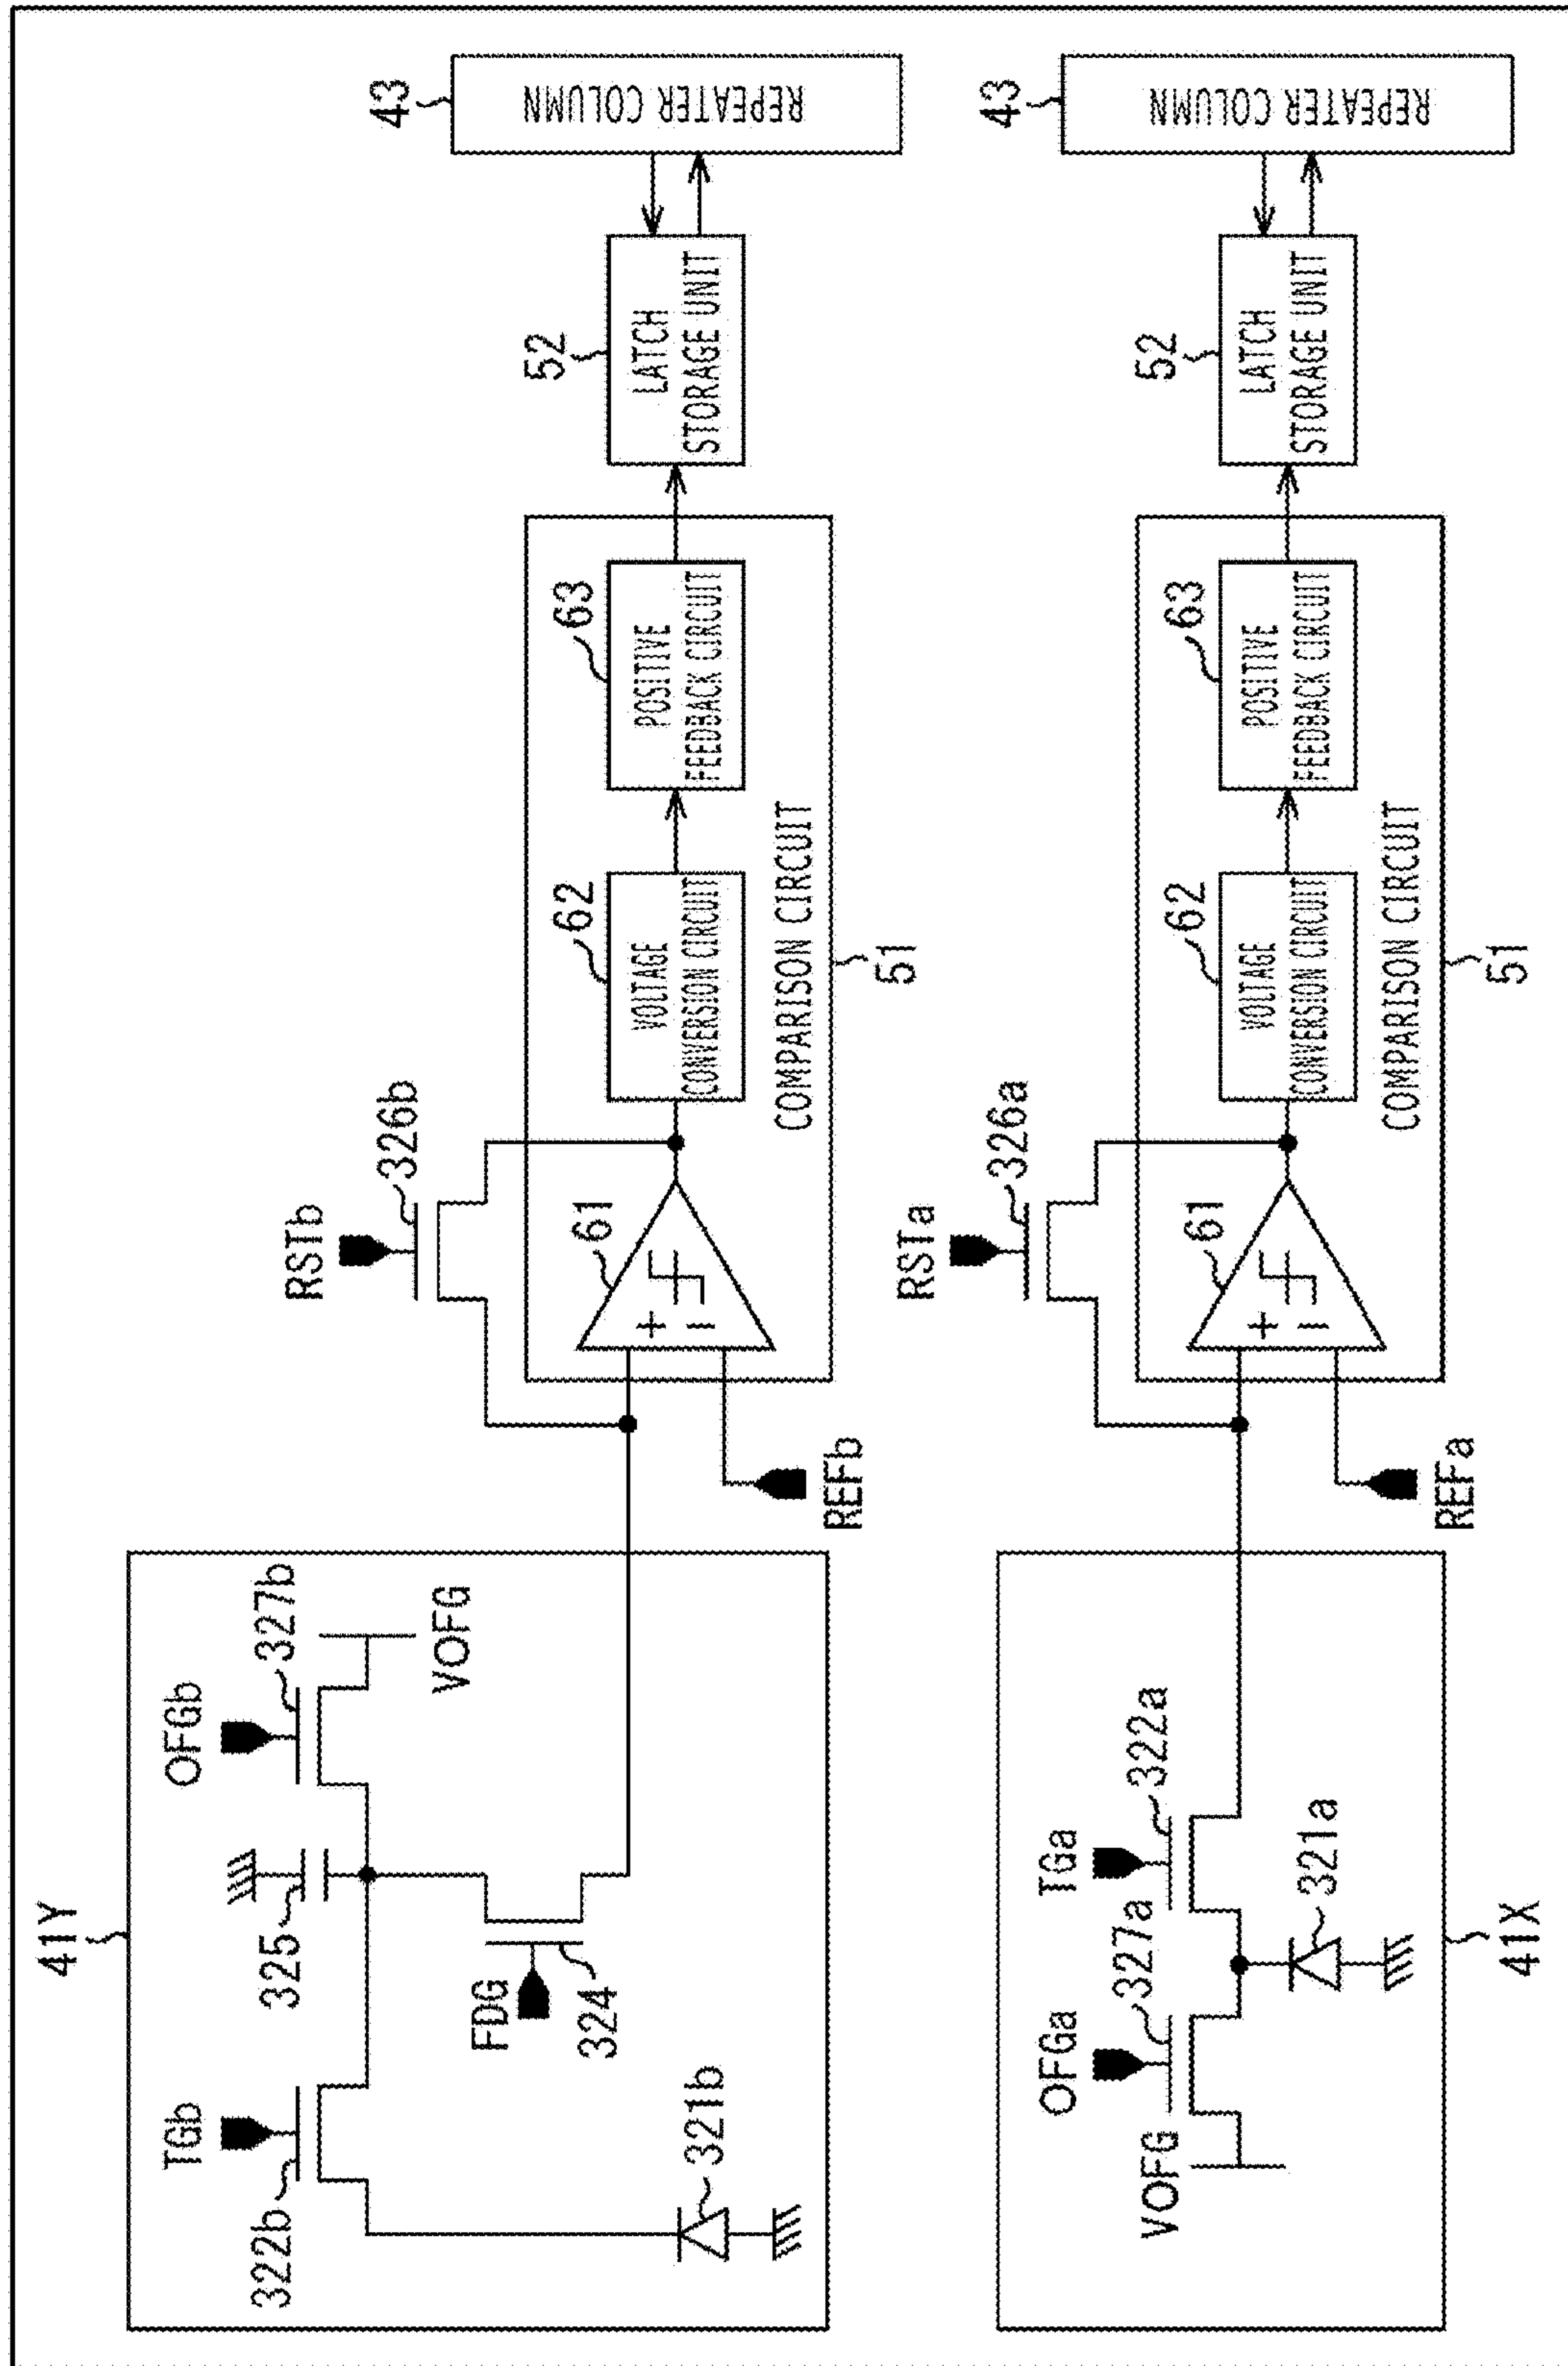 41Y
322b
TGb
325
OFGb
327b
VOFG
FDG
324
321b
RSTb
326b
61
+
−
REFb
62
VOLTAGE
CONVERSION CIRCUIT
63
POSITIVE
FEEDBACK CIRCUIT
COMPARISON CIRCUIT
51
52
LATCH
STORAGE UNIT
43
REPEATER COLUMN
OFGa
327a
TGa
322a
VOFG
321a
41X
RSTa
326a
61
+
−
REFa
62
VOLTAGE
CONVERSION CIRCUIT
63
POSITIVE
FEEDBACK CIRCUIT
COMPARISON CIRCUIT
51
52
LATCH
STORAGE UNIT
43
REPEATER COLUMN